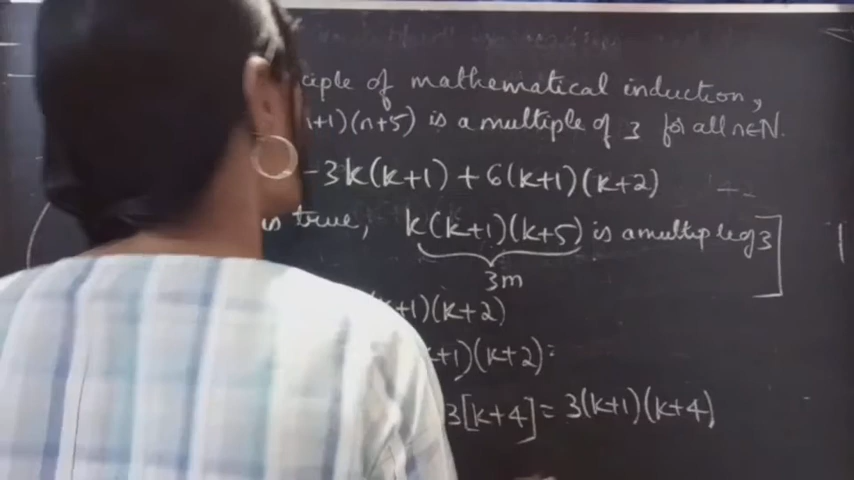 ciple of mathematical induction,
+1)(n+5) is a multiple of 3 for all n∈N.
-3k(k+1) + 6(k+1)(k+2)
is true, k(k+1)(k+5) is a multiple of 3]
3m
k+1)(k+2)
k+1)(k+2)=
3[k+4] = 3(k+1)(k+4)